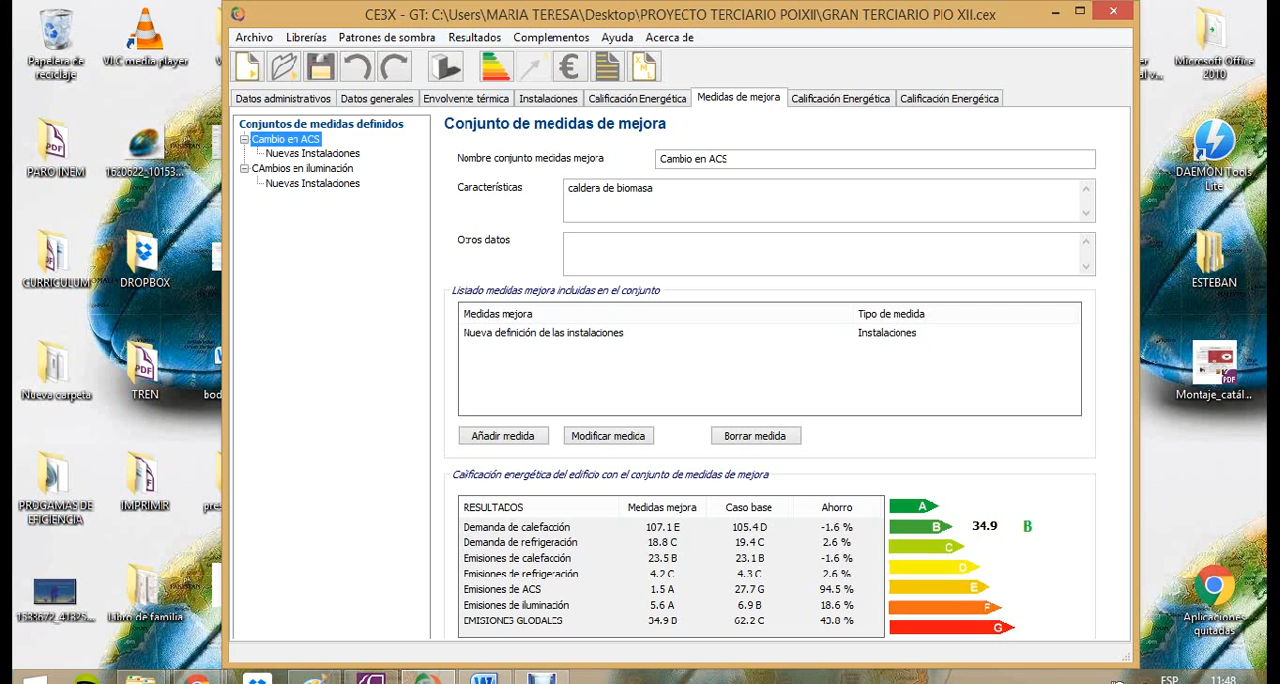 CE3X - GT: C:\Users\MARIA TERESA\Desktop\PROYECTO TERCIARIO POIXII\GRAN TERCIARIO PIO XII.cex
Archivo Librerías Patrones de sombra Resultados Complementos Ayuda Acerca de
Datos administrativos Datos generales Envolvente térmica Instalaciones Calificación Energética Medidas de mejora Calificación Energética Calificación Energética
Conjuntos de medidas definidos
Cambio en ACS
Nuevas Instalaciones
CAmbios en iluminación
Nuevas Instalaciones
Conjunto de medidas de mejora
Nombre conjunto medidas mejora Cambio en ACS
Características caldera de biomasa
Otros datos
Listado medidas mejora incluidas en el conjunto
Medidas mejora Tipo de medida
Nueva definición de las instalaciones Instalaciones
Añadir medida Modificar medida Borrar medida
Calificación energética del edificio con el conjunto de medidas de mejora
RESULTADOS Medidas mejora Caso base Ahorro
Demanda de calefacción 107.1 E 105.4 D -1.6 %
Demanda de refrigeración 18.8 C 19.4 C 2.6 %
Emisiones de calefacción 23.5 B 23.1 B -1.6 %
Emisiones de refrigeración 4.2 C 4.3 C 2.6 %
Emisiones de ACS 1.5 A 27.7 G 94.5 %
Emisiones de iluminación 5.6 A 6.9 B 18.6 %
EMISIONES GLOBALES 34.9 B 62.2 C 43.8 %
A
B 34.9 B
C
D
E
F
G
Papelera de reciclaje
VLC media player
PARO INEM
CURRICULUM
DROPBOX
Nueva carpeta
TREN
PROGAMAS DE EFICIENCIA
IMPRIMIR
Libro de familia
Microsoft Office 2010
DAEMON Tools Lite
ESTEBAN
PDF
Montaje_catál...
Aplicaciones quitadas
ESP 11:48